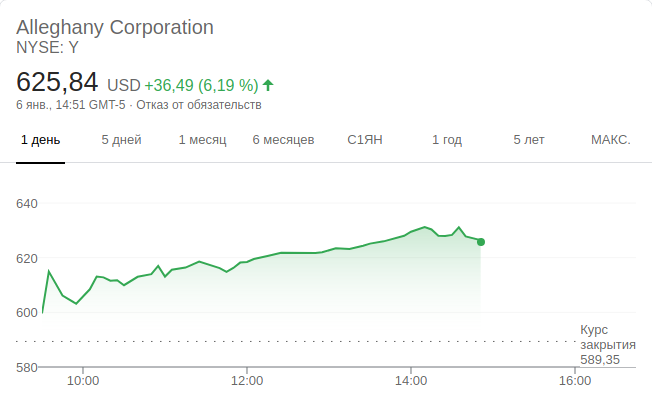 Alleghany Corporation
NYSE: Y
625,84 USD +36,49 (6,19 %)
6 янв., 14:51 GMT-5 · Отказ от обязательств
1 день 5 дней 1 месяц 6 месяцев С1ЯН 1 год 5 лет МАКС.
640
620
600
Курс
закрытия
589,35
580
10:00 12:00 14:00 16:00